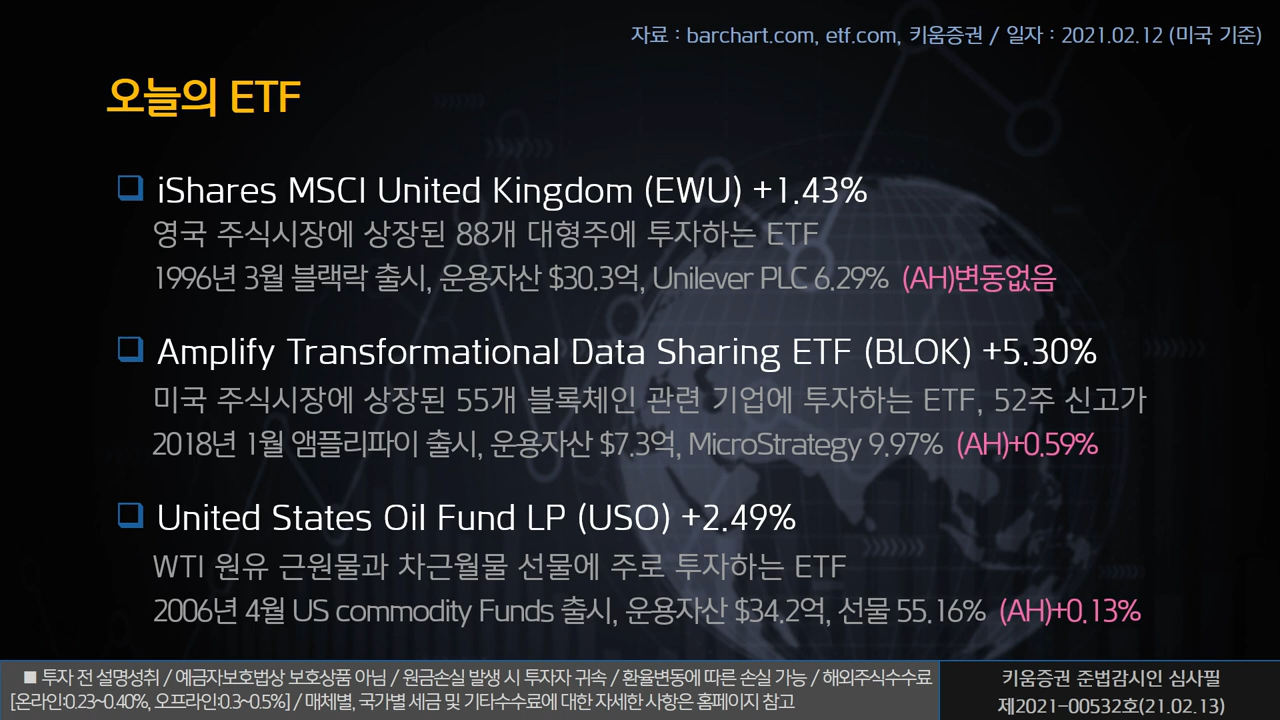 자료 : barchart.com, etf.com, 키움증권 / 일자 : 2021.02.12 (미국 기준)
오늘의 ETF
❑ iShares MSCI United Kingdom (EWU) +1.43%
영국 주식시장에 상장된 88개 대형주에 투자하는 ETF
1996년 3월 블랙락 출시, 운용자산 $30.3억, Unilever PLC 6.29% (AH)변동없음
❑ Amplify Transformational Data Sharing ETF (BLOK) +5.30%
미국 주식시장에 상장된 55개 블록체인 관련 기업에 투자하는 ETF, 52주 신고가
2018년 1월 앰플리파이 출시, 운용자산 $7.3억, MicroStrategy 9.97% (AH)+0.59%
❑ United States Oil Fund LP (USO) +2.49%
WTI 원유 근원물과 차근월물 선물에 주로 투자하는 ETF
2006년 4월 US commodity Funds 출시, 운용자산 $34.2억, 선물 55.16% (AH)+0.13%
■ 투자 전 설명성취 / 예금자보호법상 보호상품 아님 / 원금손실 발생 시 투자자 귀속 / 환율변동에 따른 손실 가능 / 해외주식수수료
[온라인:0.23~0.40%, 오프라인:0.3~0.5%] / 매체별, 국가별 세금 및 기타수수료에 대한 자세한 사항은 홈페이지 참고
키움증권 준법감시인 심사필
제2021-00532호(21.02.13)